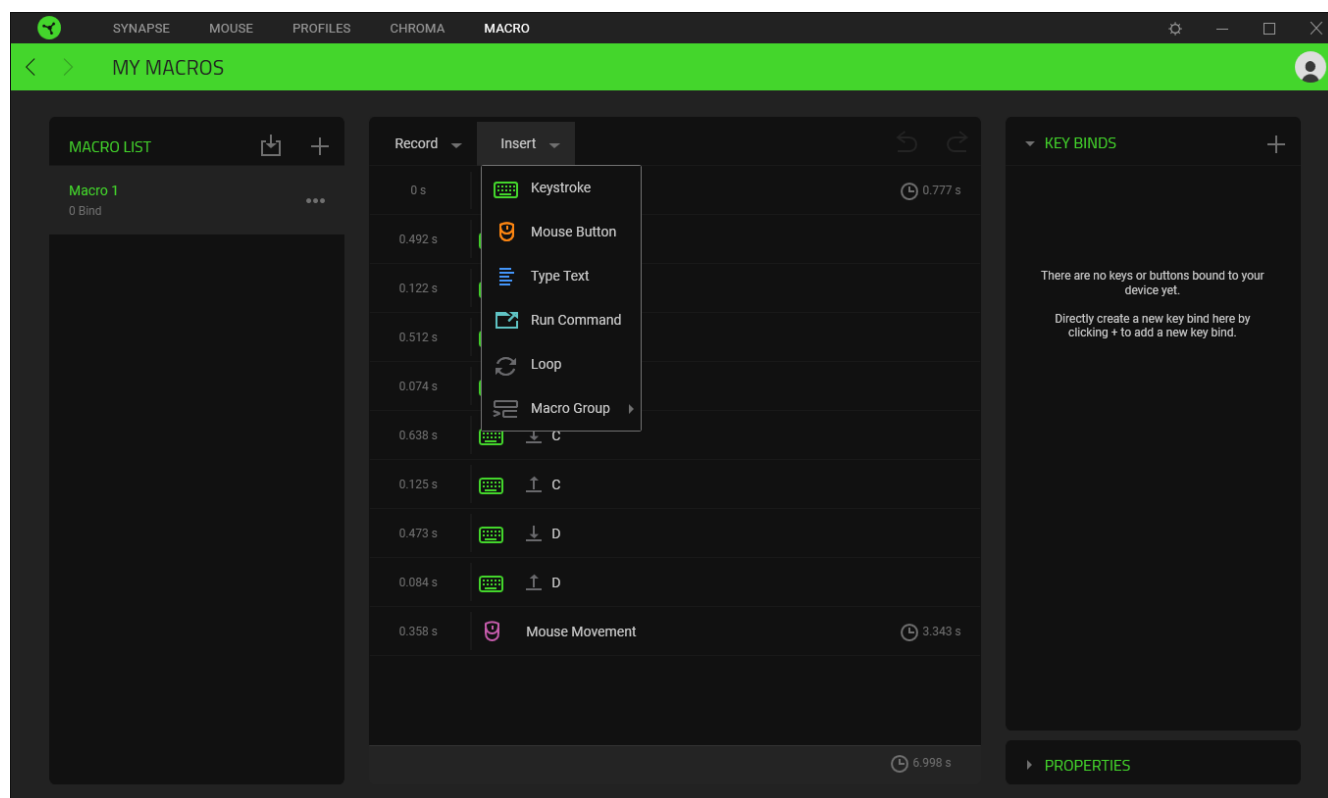 SYNAPSE MOUSE PROFILES CHROMA MACRO
MY MACROS
MACRO LIST
Macro 1
0 Bind
Record Insert
0 s 0.777 s
0.492 s
0.122 s
0.512 s
0.074 s
0.638 s C
0.125 s C
0.473 s D
0.084 s D
0.358 s Mouse Movement 3.343 s
6.998 s
Keystroke
Mouse Button
Type Text
Run Command
Loop
Macro Group
KEY BINDS
There are no keys or buttons bound to your
device yet.
Directly create a new key bind here by
clicking + to add a new key bind.
PROPERTIES